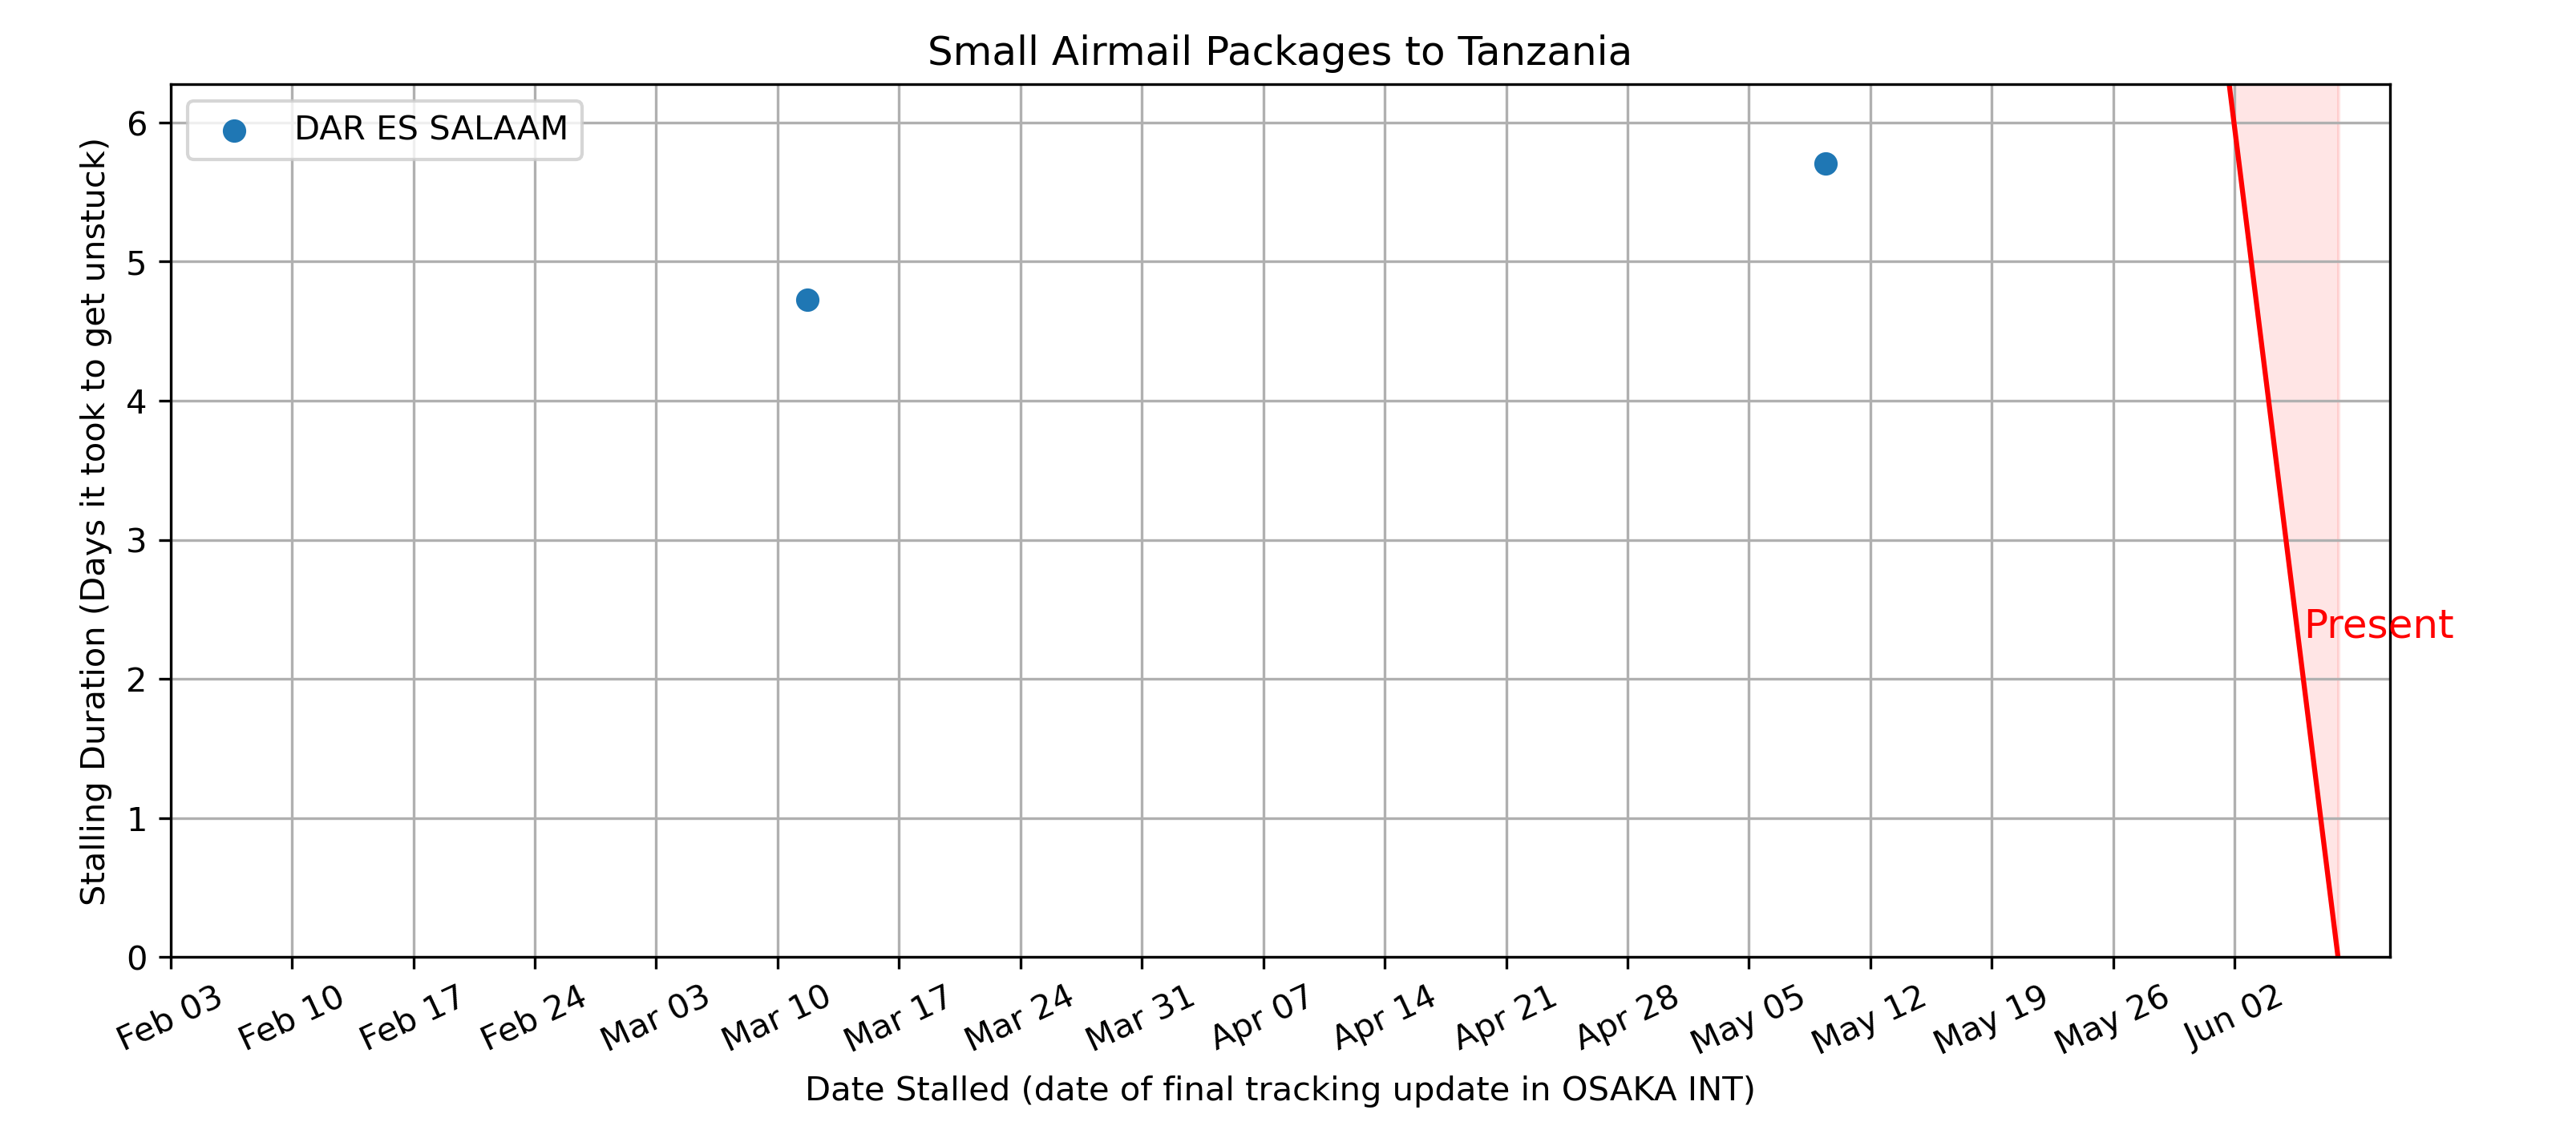 Small Airmail Packages to Tanzania
DAR ES SALAAM
Stalling Duration (Days it took to get unstuck)
6
5
4
3
2
1
0
Present
Feb 03
Feb 10
Feb 17
Feb 24
Mar 03
Mar 10
Mar 17
Mar 24
Mar 31
Apr 07
Apr 14
Apr 21
Apr 28
May 05
May 12
May 19
May 26
Jun 02
Date Stalled (date of final tracking update in OSAKA INT)